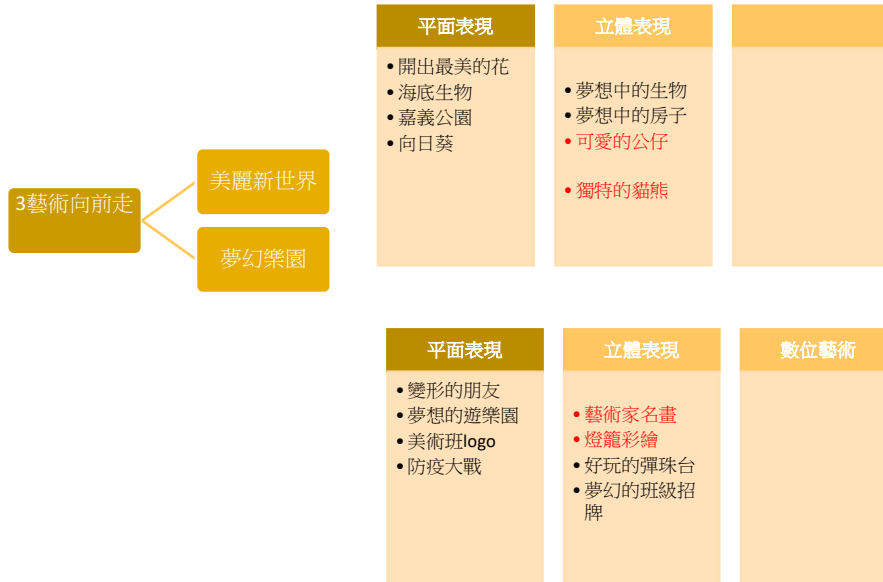 3藝術向前走
美麗新世界
夢幻樂園
平面表現
• 開出最美的花
• 海底生物
• 嘉義公園
• 向日葵
立體表現
• 夢想中的生物
• 夢想中的房子
• 可愛的公仔
• 獨特的貓熊
平面表現
• 變形的朋友
• 夢想的遊樂園
• 美術班logo
• 防疫大戰
立體表現
• 藝術家名畫
• 燈籠彩繪
• 好玩的彈珠台
• 夢幻的班級招
牌
數位藝術